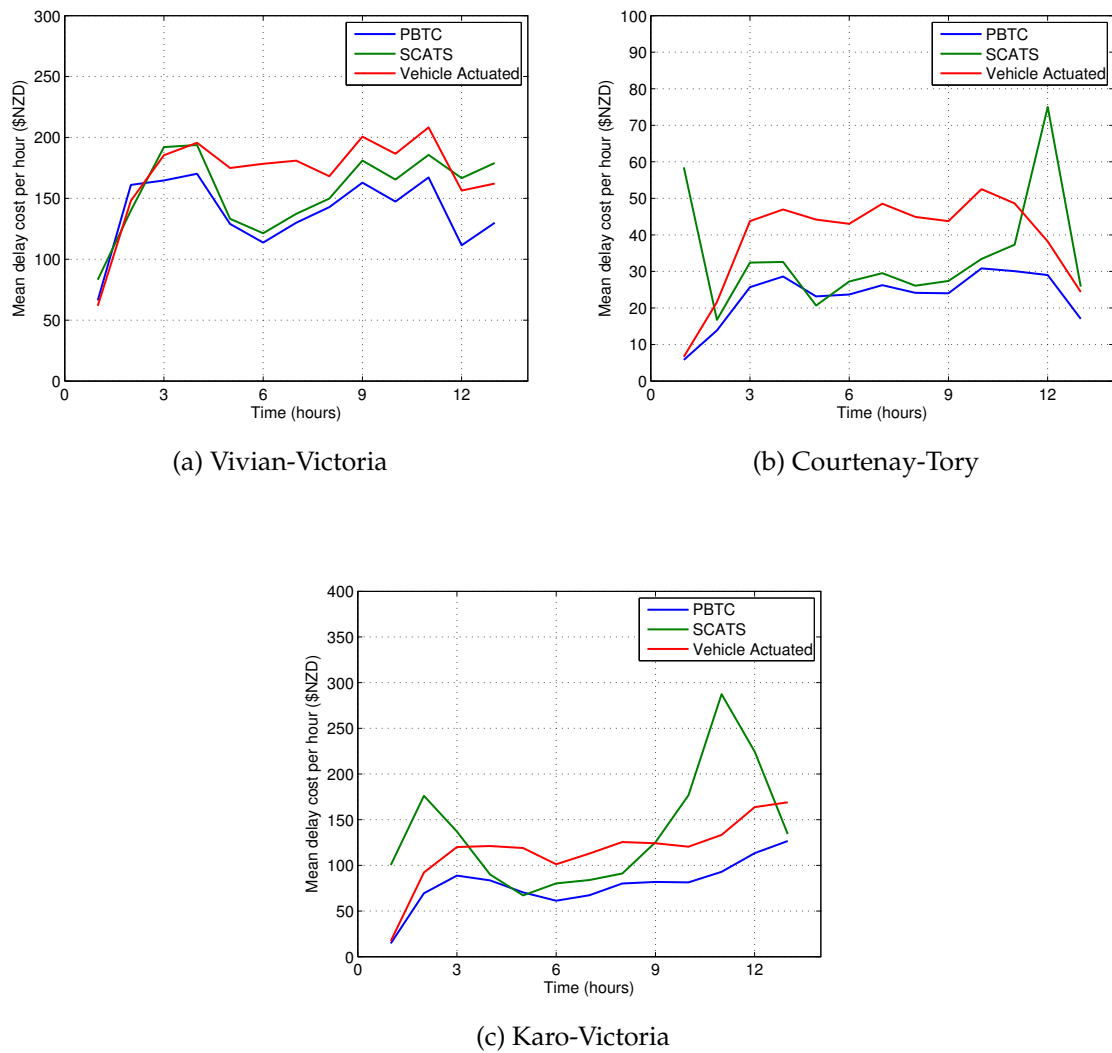 300
250
200
150
100
50
0
Mean delay cost per hour ($NZD)
0 3 6 9 12
Time (hours)
PBTC
SCATS
Vehicle Actuated
(a) Vivian-Victoria
100
90
80
70
60
50
40
30
20
10
0
Mean delay cost per hour ($NZD)
0 3 6 9 12
Time (hours)
PBTC
SCATS
Vehicle Actuated
(b) Courtenay-Tory
400
350
300
250
200
150
100
50
0
Mean delay cost per hour ($NZD)
0 3 6 9 12
Time (hours)
PBTC
SCATS
Vehicle Actuated
(c) Karo-Victoria